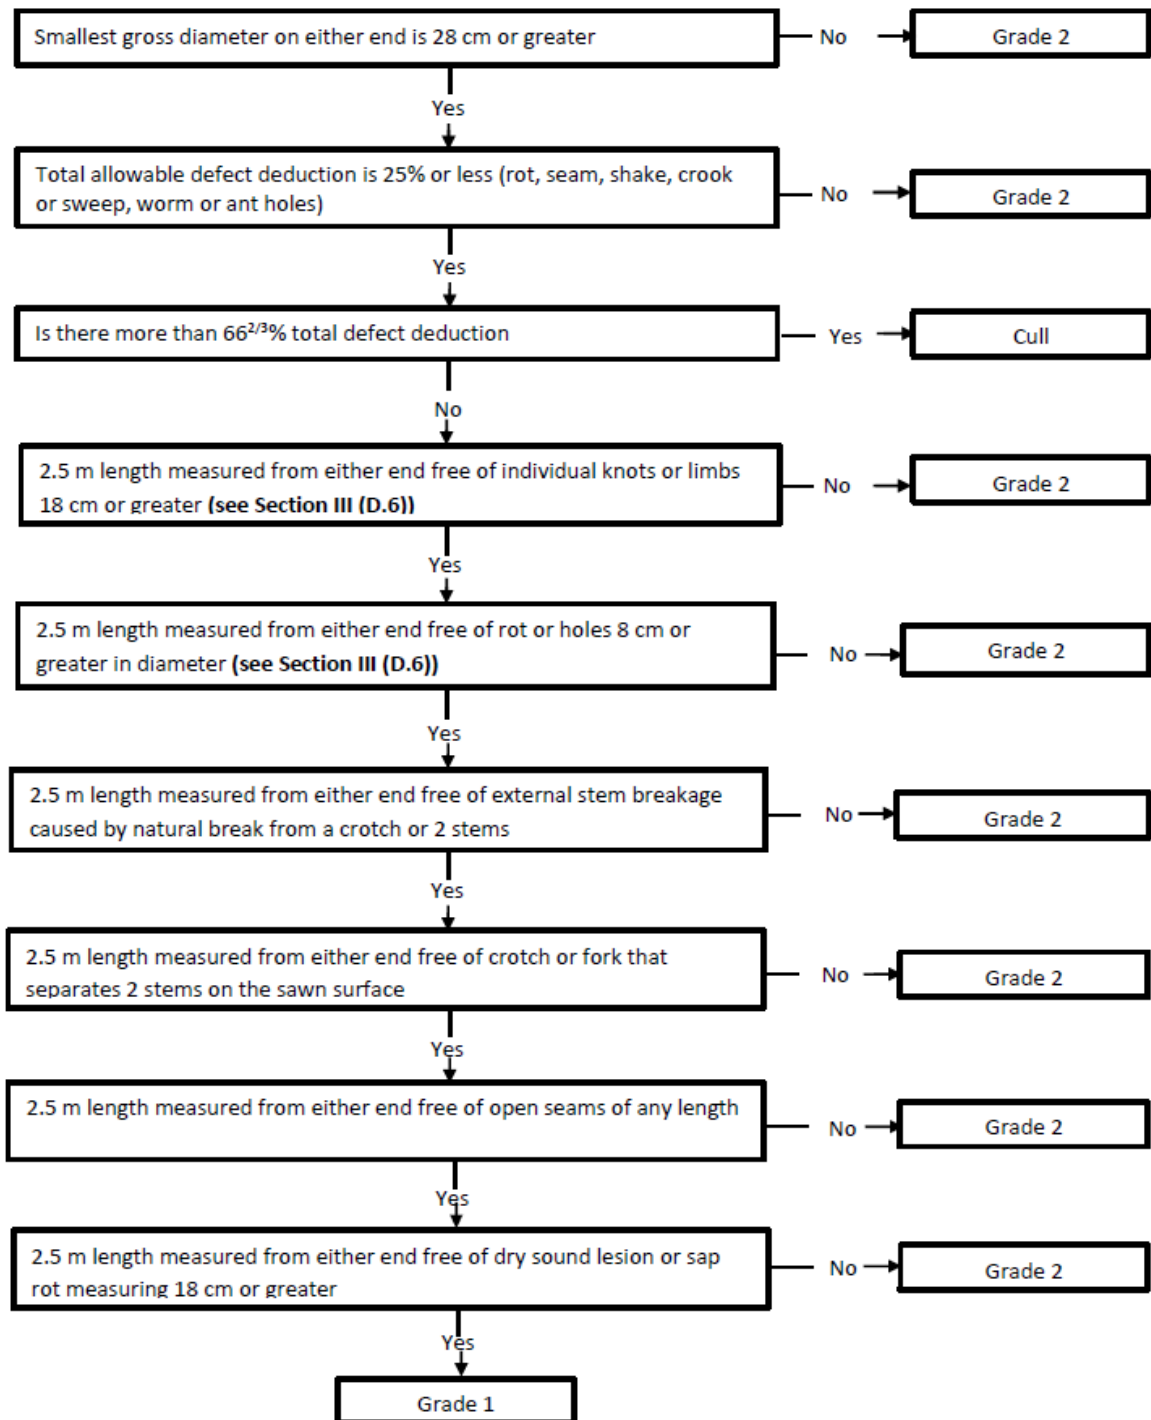 Smallest gross diameter on either end is 28 cm or greater
No
Grade 2
Yes
Total allowable defect deduction is 25% or less (rot, seam, shake, crook
or sweep, worm or ant holes)
No
Grade 2
Yes
Is there more than 66²ᐟ³% total defect deduction
Yes
Cull
No
2.5 m length measured from either end free of individual knots or limbs
18 cm or greater (see Section III (D.6))
No
Grade 2
Yes
2.5 m length measured from either end free of rot or holes 8 cm or
greater in diameter (see Section III (D.6))
No
Grade 2
Yes
2.5 m length measured from either end free of external stem breakage
caused by natural break from a crotch or 2 stems
No
Grade 2
Yes
2.5 m length measured from either end free of crotch or fork that
separates 2 stems on the sawn surface
No
Grade 2
Yes
2.5 m length measured from either end free of open seams of any length
No
Grade 2
Yes
2.5 m length measured from either end free of dry sound lesion or sap
rot measuring 18 cm or greater
No
Grade 2
Yes
Grade 1